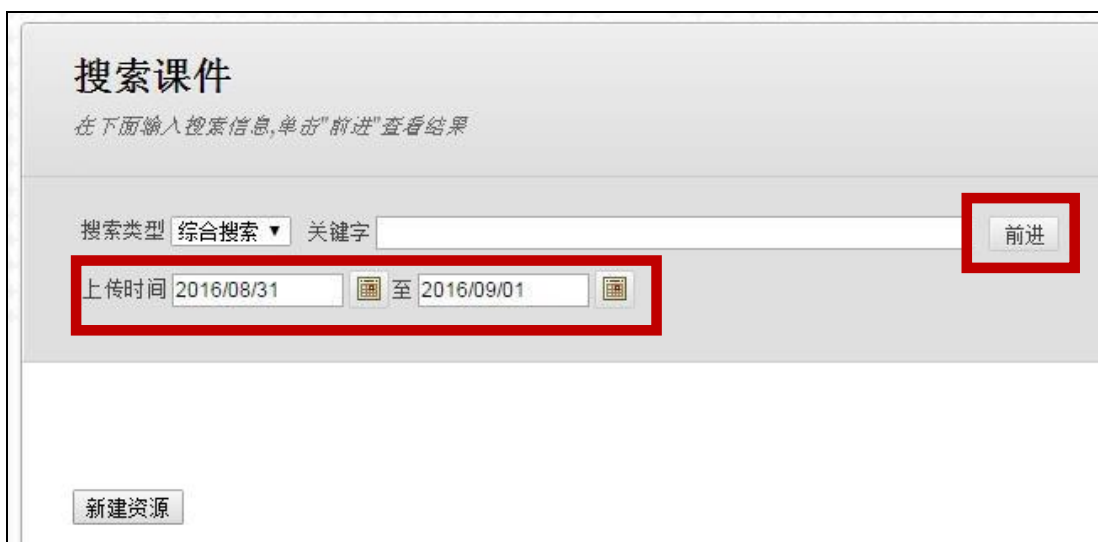 搜索课件
在下面输入搜索信息,单击"前进"查看结果
搜索类型 综合搜索 ▼ 关键字 前进
上传时间 2016/08/31 至 2016/09/01
新建资源